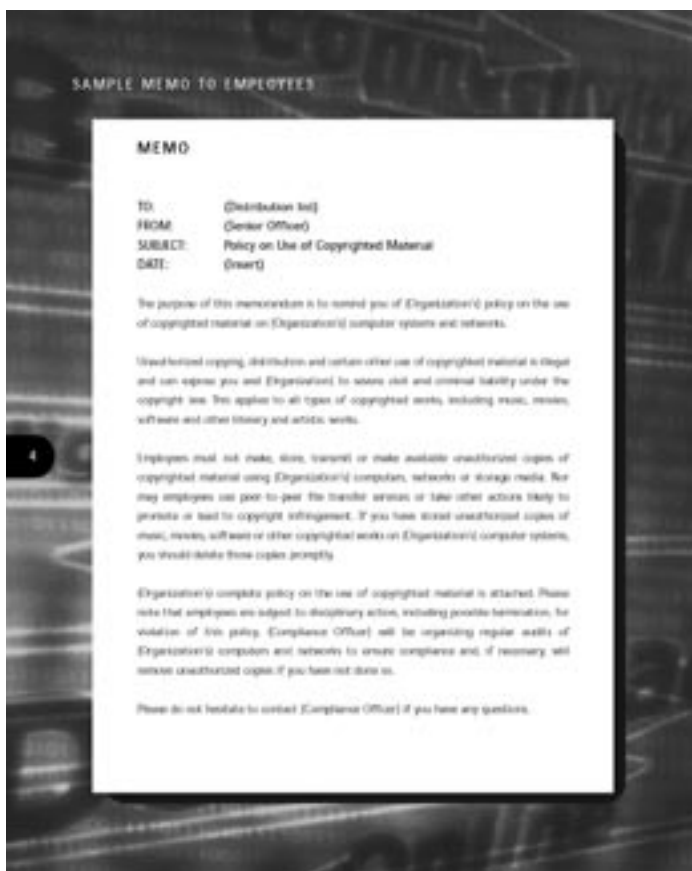 SAMPLE MEMO TO EMPLOYEES
MEMO
TO: (Distribution list)
FROM: (Senior Officer)
SUBJECT: Policy on Use of Copyrighted Material
DATE: (Insert)
The purpose of this memorandum is to remind you of (Organization's) policy on the use
of copyrighted material on (Organization's) computer systems and networks.
Unauthorized copying, distribution and certain other use of copyrighted material is illegal
and can expose you and (Organization) to severe civil and criminal liability under the
copyright law. This applies to all types of copyrighted works, including music, movies,
software and other literary and artistic works.
Employees must not make, store, transmit or make available unauthorized copies of
copyrighted material using (Organization's) computers, networks or storage media. Nor
may employees use peer-to-peer file transfer services or take other actions likely to
promote or lead to copyright infringement. If you have stored unauthorized copies of
music, movies, software or other copyrighted works on (Organization's) computer systems,
you should delete those copies promptly.
(Organization's) complete policy on the use of copyrighted material is attached. Please
note that employees are subject to disciplinary action, including possible termination, for
violation of this policy. (Compliance Officer) will be organizing regular audits of
(Organization's) computers and networks to ensure compliance and, if necessary, will
remove unauthorized copies if you have not done so.
Please do not hesitate to contact (Compliance Officer) if you have any questions.
4